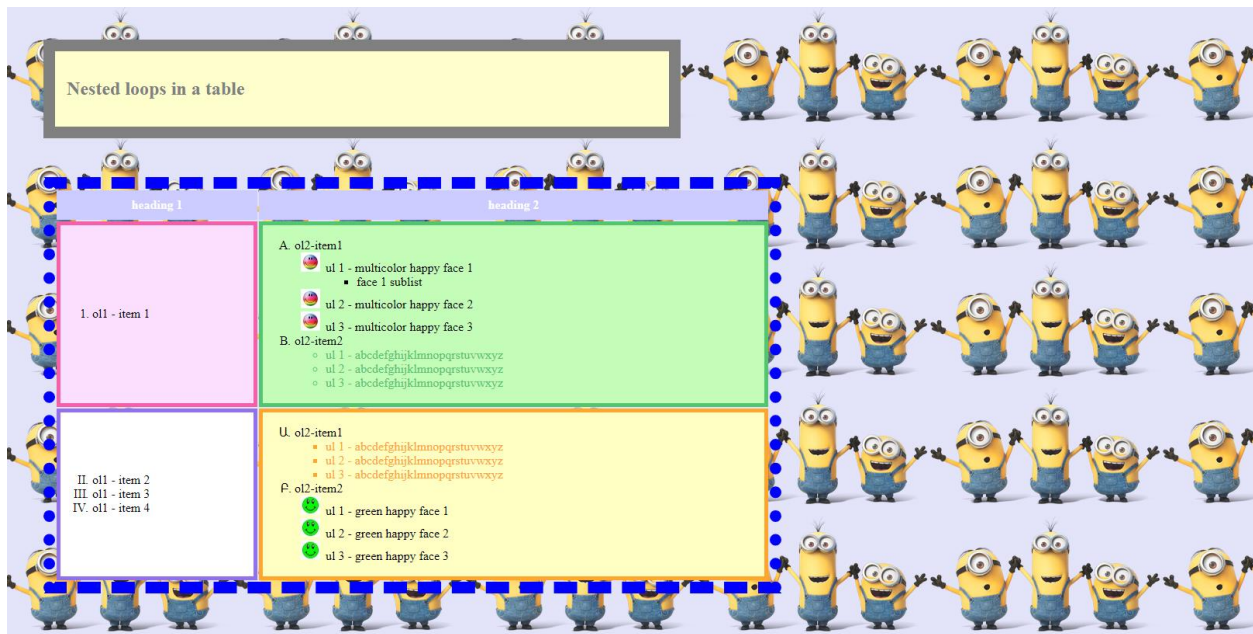 Nested loops in a table
heading 1
heading 2
I. ol1 - item 1
A. ol2-item1
ul 1 - multicolor happy face 1
face 1 sublist
ul 2 - multicolor happy face 2
ul 3 - multicolor happy face 3
B. ol2-item2
ul 1 - abcdefghijklmnopqrstuvwxyz
ul 2 - abcdefghijklmnopqrstuvwxyz
ul 3 - abcdefghijklmnopqrstuvwxyz
II. ol1 - item 2
III. ol1 - item 3
IV. ol1 - item 4
Ա. ol2-item1
ul 1 - abcdefghijklmnopqrstuvwxyz
ul 2 - abcdefghijklmnopqrstuvwxyz
ul 3 - abcdefghijklmnopqrstuvwxyz
Բ. ol2-item2
ul 1 - green happy face 1
ul 2 - green happy face 2
ul 3 - green happy face 3